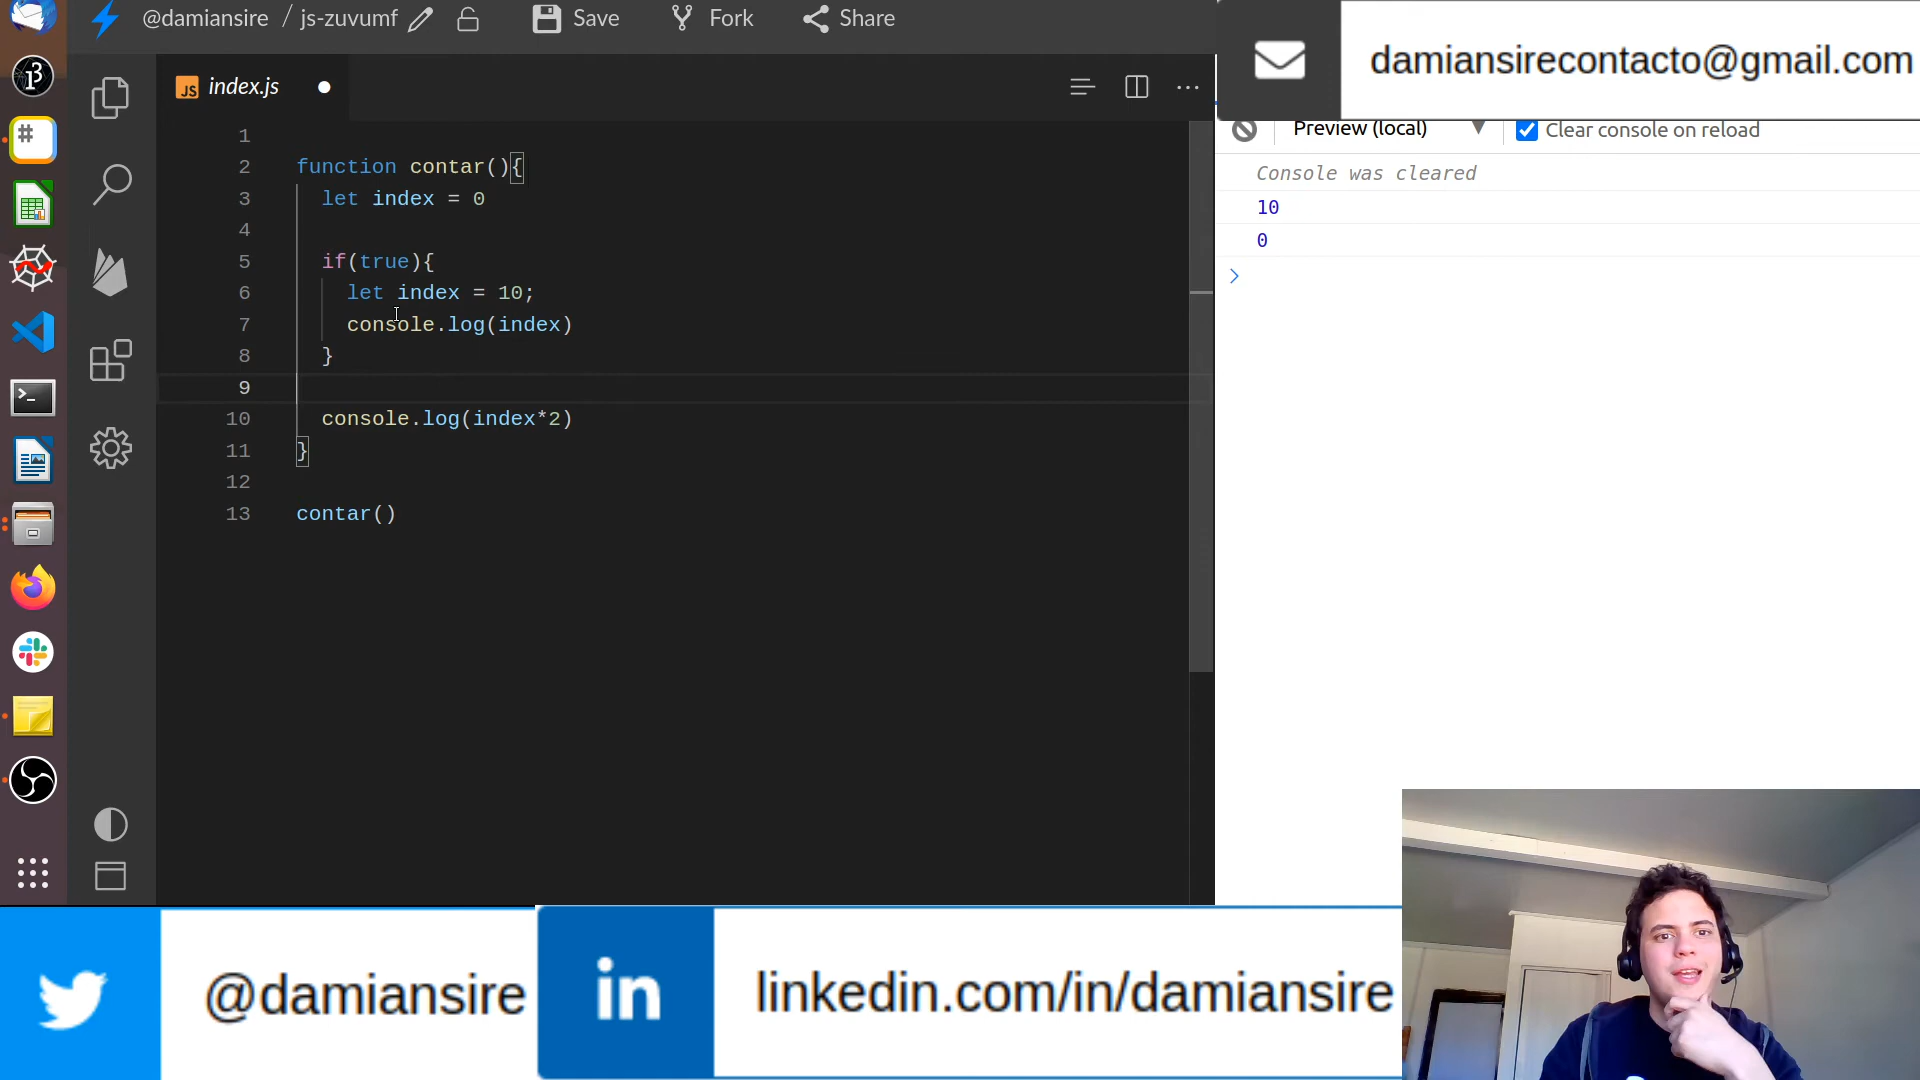 @damiansire / js-zuvumf Save Fork Share
damiansirecontacto@gmail.com
JS index.js
Preview (local) Clear console on reload
Console was cleared
10
0
1
2 function contar(){
3 let index = 0
4
5 if(true){
6 let index = 10;
7 console.log(index)
8 }
9
10 console.log(index*2)
11 }
12
13 contar()
@damiansire
in linkedin.com/in/damiansire